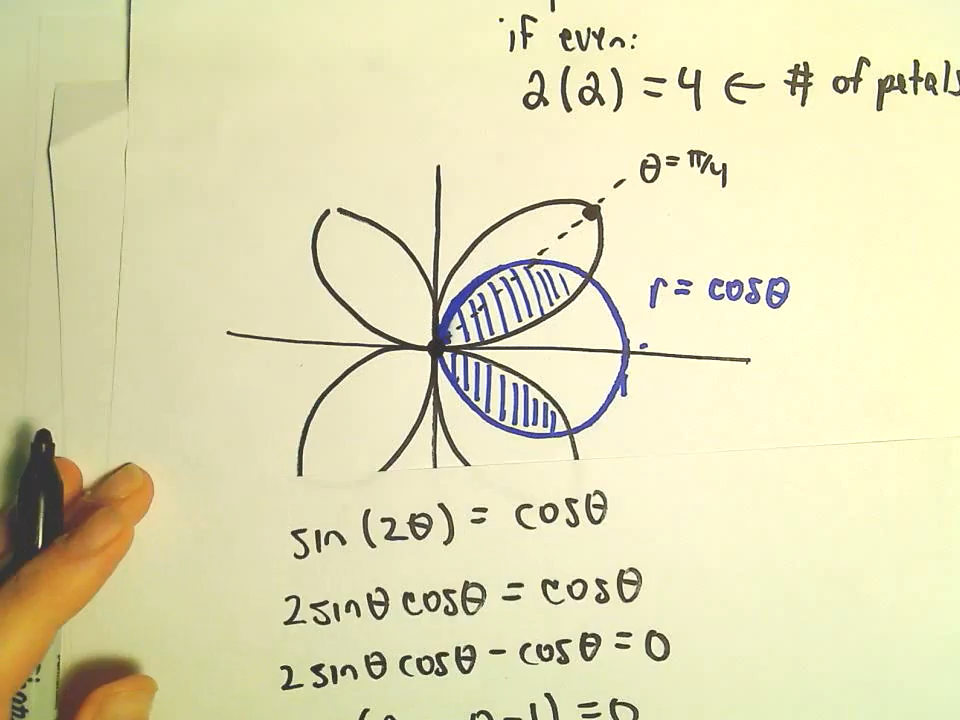 if even:
2(2) = 4 ← # of petals
θ = π/4
r = cosθ
1
sin(2θ) = cosθ
2sinθ cosθ = cosθ
2sinθ cosθ - cosθ = 0